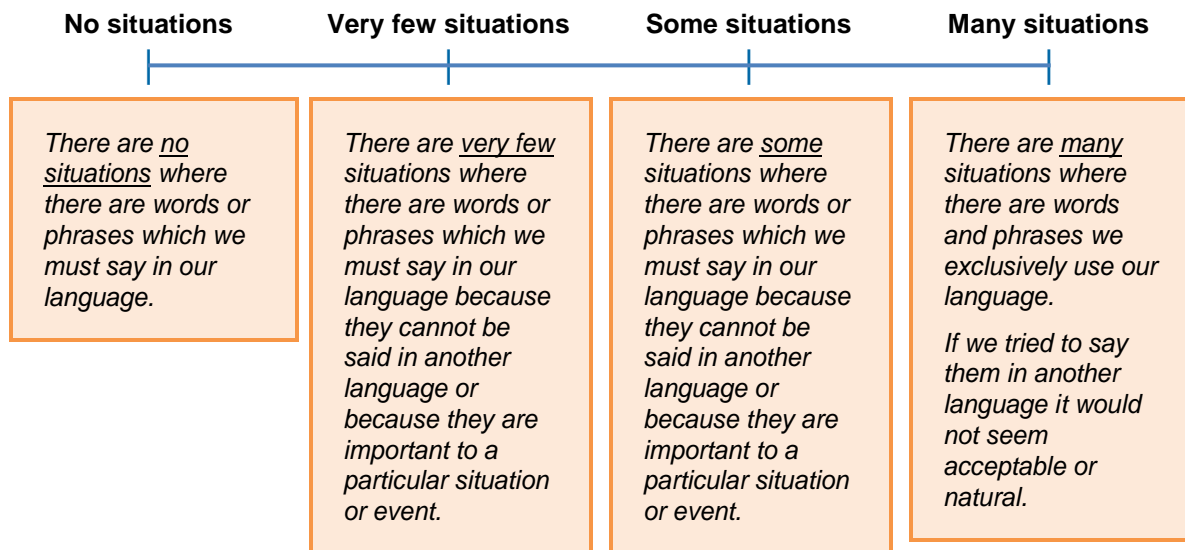 No situations
Very few situations
Some situations
Many situations
There are no
situations where
there are words or
phrases which we
must say in our
language.
There are very few
situations where
there are words or
phrases which we
must say in our
language because
they cannot be
said in another
language or
because they are
important to a
particular situation
or event.
There are some
situations where
there are words or
phrases which we
must say in our
language because
they cannot be
said in another
language or
because they are
important to a
particular situation
or event.
There are many
situations where
there are words
and phrases we
exclusively use our
language.
If we tried to say
them in another
language it would
not seem
acceptable or
natural.